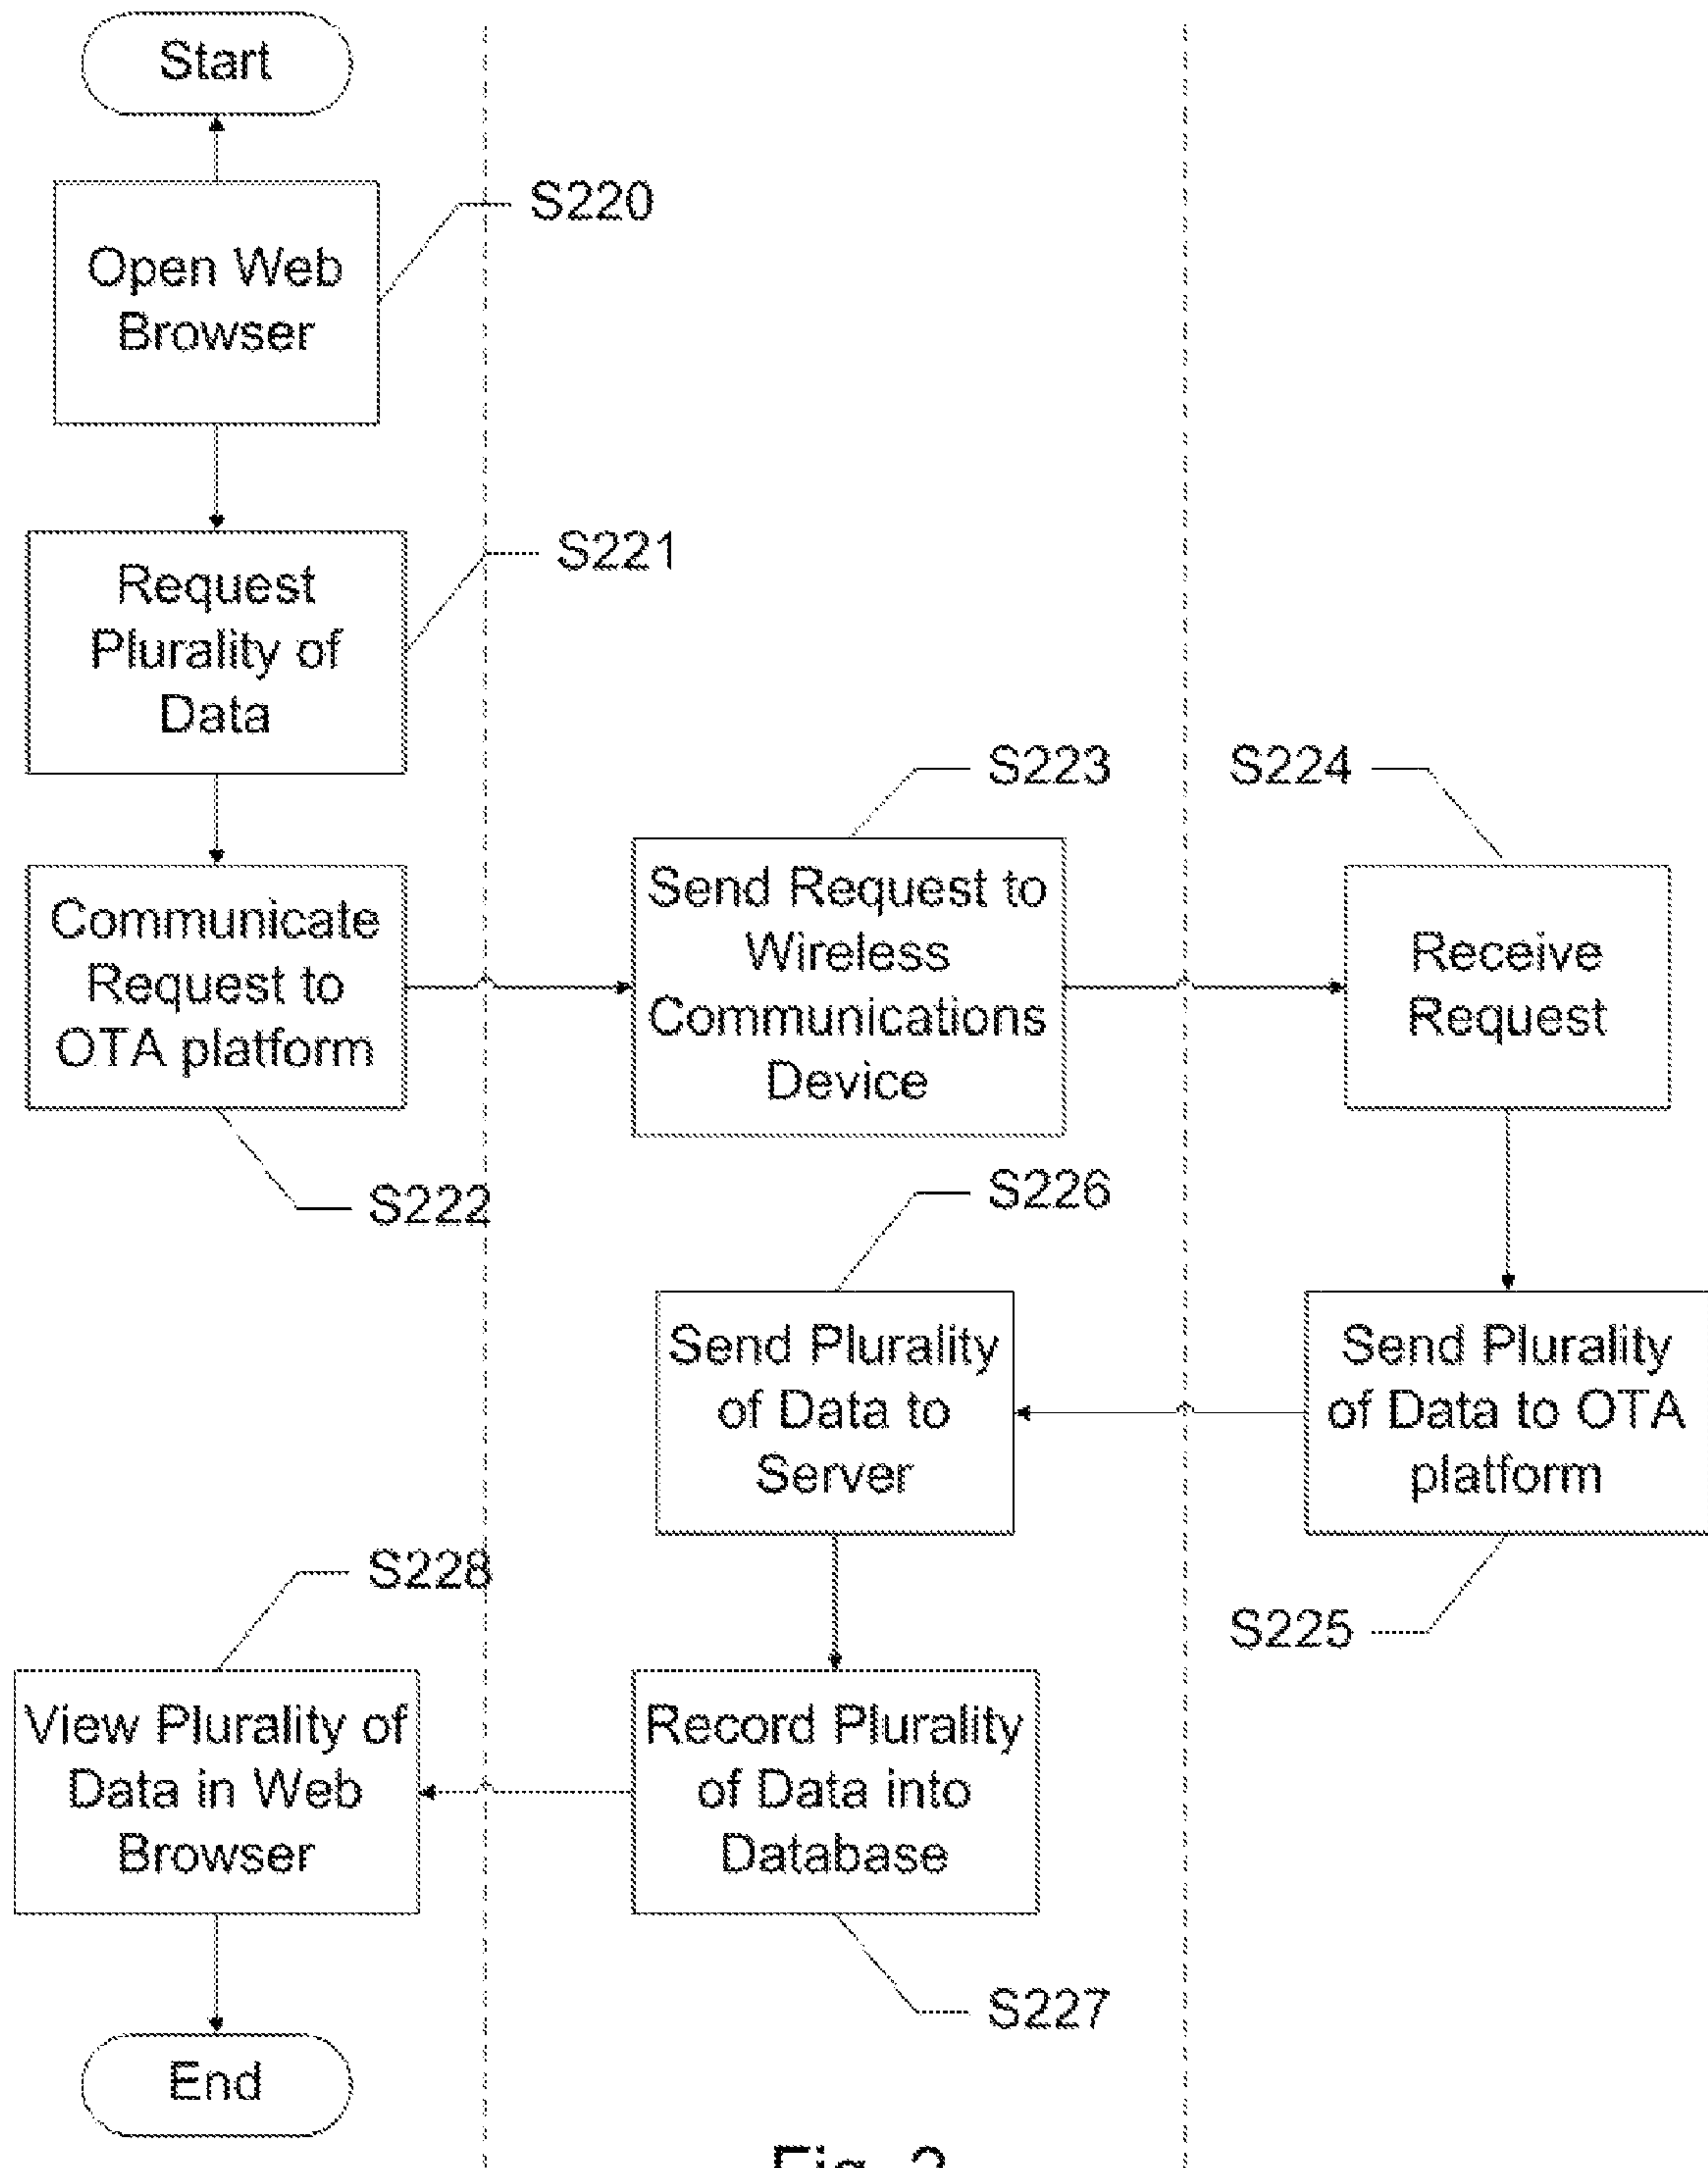 Start
S220
Open Web
Browser
S221
Request
Plurality of
Data
S223
S224
Communicate
Request to
OTA platform
Send Request to
Wireless
Communications
Device
Receive
Request
S222
S226
Send Plurality
of Data to
Server
Send Plurality
of Data to OTA
platform
S228
S225
View Plurality of
Data in Web
Browser
Record Plurality
of Data into
Database
S227
End
Fig. 2